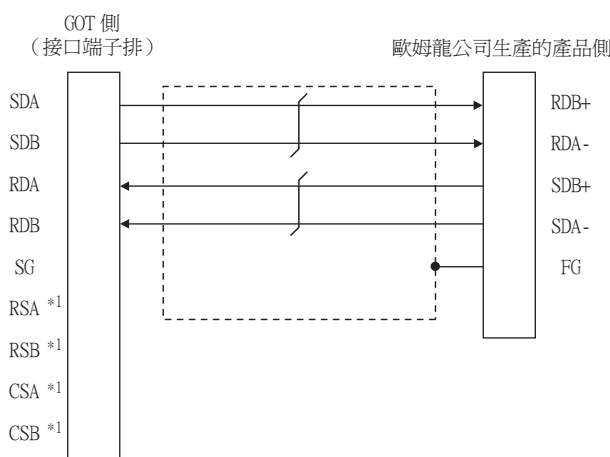 GOT 側
（接口端子排）
歐姆龍公司生產的產品側
SDA
RDB+
SDB
RDA-
RDA
SDB+
RDB
SDA-
SG
FG
RSA *1
RSB *1
CSA *1
CSB *1